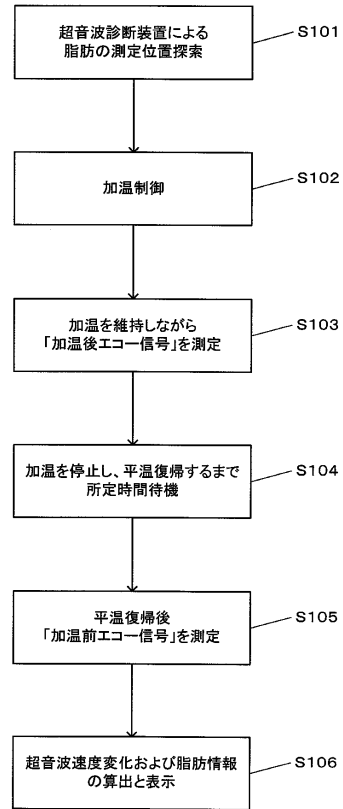 超音波診断装置による
脂肪の測定位置探索
S101
加温制御
S102
加温を維持しながら
「加温後エコー信号」を測定
S103
加温を停止し、平温復帰するまで
所定時間待機
S104
平温復帰後
「加温前エコー信号」を測定
S105
超音波速度変化および脂肪情報
の算出と表示
S106